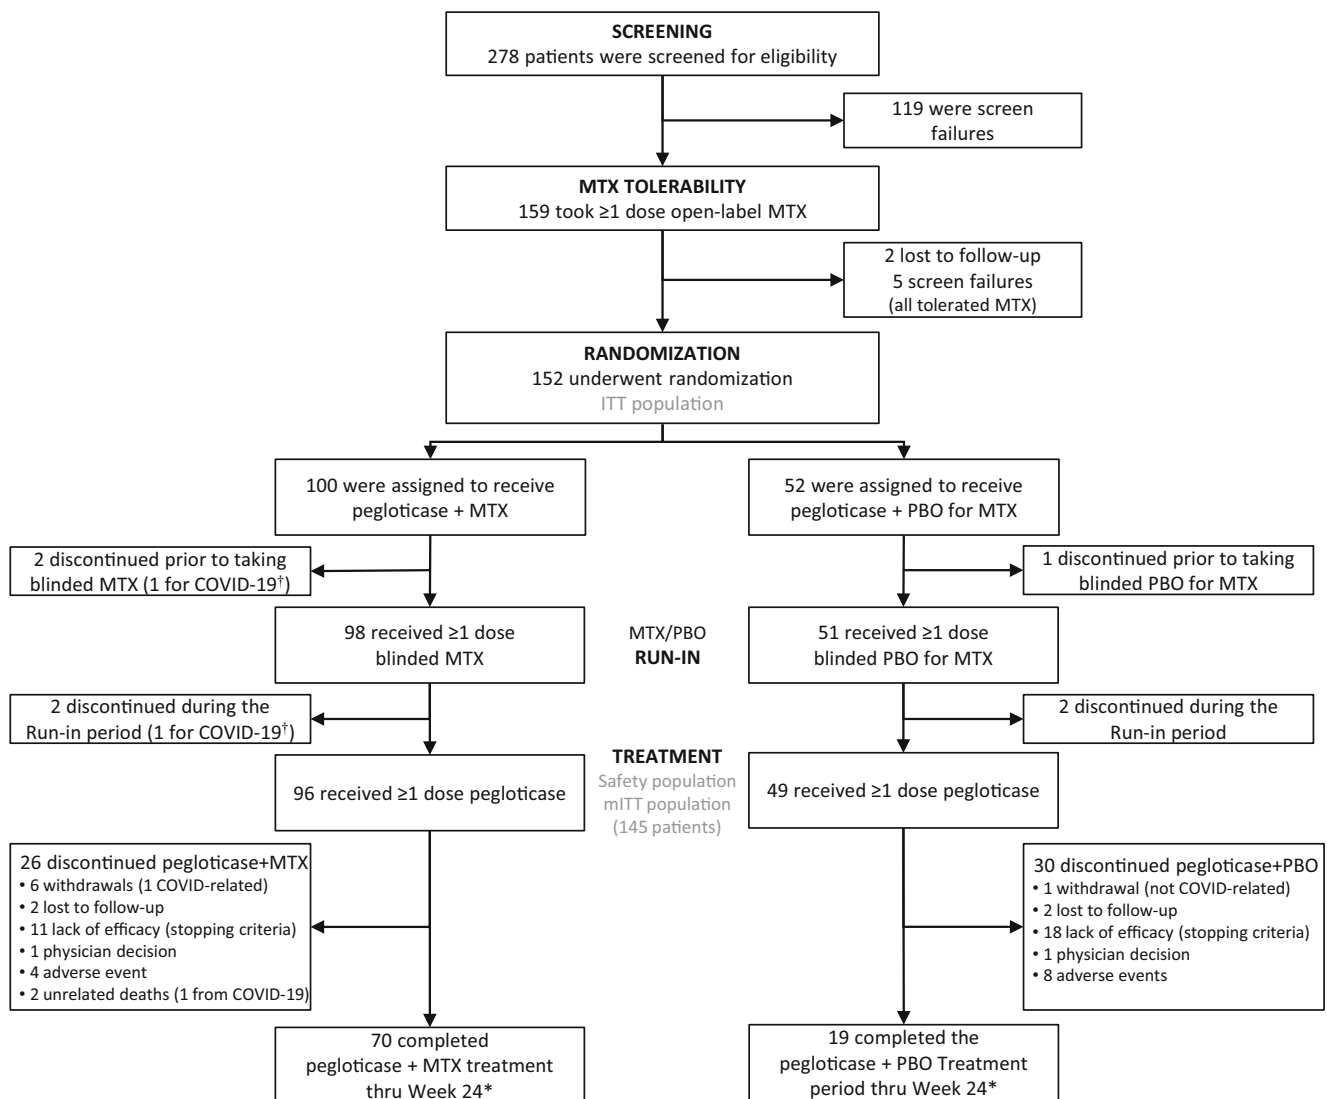 SCREENING
278 patients were screened for eligibility
119 were screen
failures
MTX TOLERABILITY
159 took ≥1 dose open-label MTX
2 lost to follow-up
5 screen failures
(all tolerated MTX)
RANDOMIZATION
152 underwent randomization
ITT population
100 were assigned to receive
pegloticase + MTX
52 were assigned to receive
pegloticase + PBO for MTX
2 discontinued prior to taking
blinded MTX (1 for COVID-19†)
1 discontinued prior to taking
blinded PBO for MTX
98 received ≥1 dose
blinded MTX
MTX/PBO
RUN-IN
51 received ≥1 dose
blinded PBO for MTX
2 discontinued during the
Run-in period (1 for COVID-19†)
2 discontinued during the
Run-in period
96 received ≥1 dose pegloticase
TREATMENT
Safety population
mITT population
(145 patients)
49 received ≥1 dose pegloticase
26 discontinued pegloticase+MTX
• 6 withdrawals (1 COVID-related)
• 2 lost to follow-up
• 11 lack of efficacy (stopping criteria)
• 1 physician decision
• 4 adverse event
• 2 unrelated deaths (1 from COVID-19)
30 discontinued pegloticase+PBO
• 1 withdrawal (not COVID-related)
• 2 lost to follow-up
• 18 lack of efficacy (stopping criteria)
• 1 physician decision
• 8 adverse events
70 completed
pegloticase + MTX treatment
thru Week 24*
19 completed the
pegloticase + PBO Treatment
period thru Week 24*